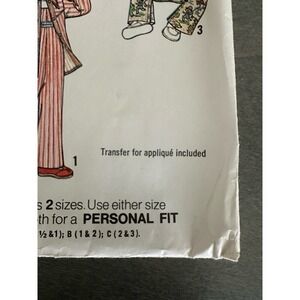 3
1
Transfer for appliqué included
s 2 sizes. Use either size
th for a PERSONAL FIT
½ & 1); B (1 & 2); C (2 & 3).